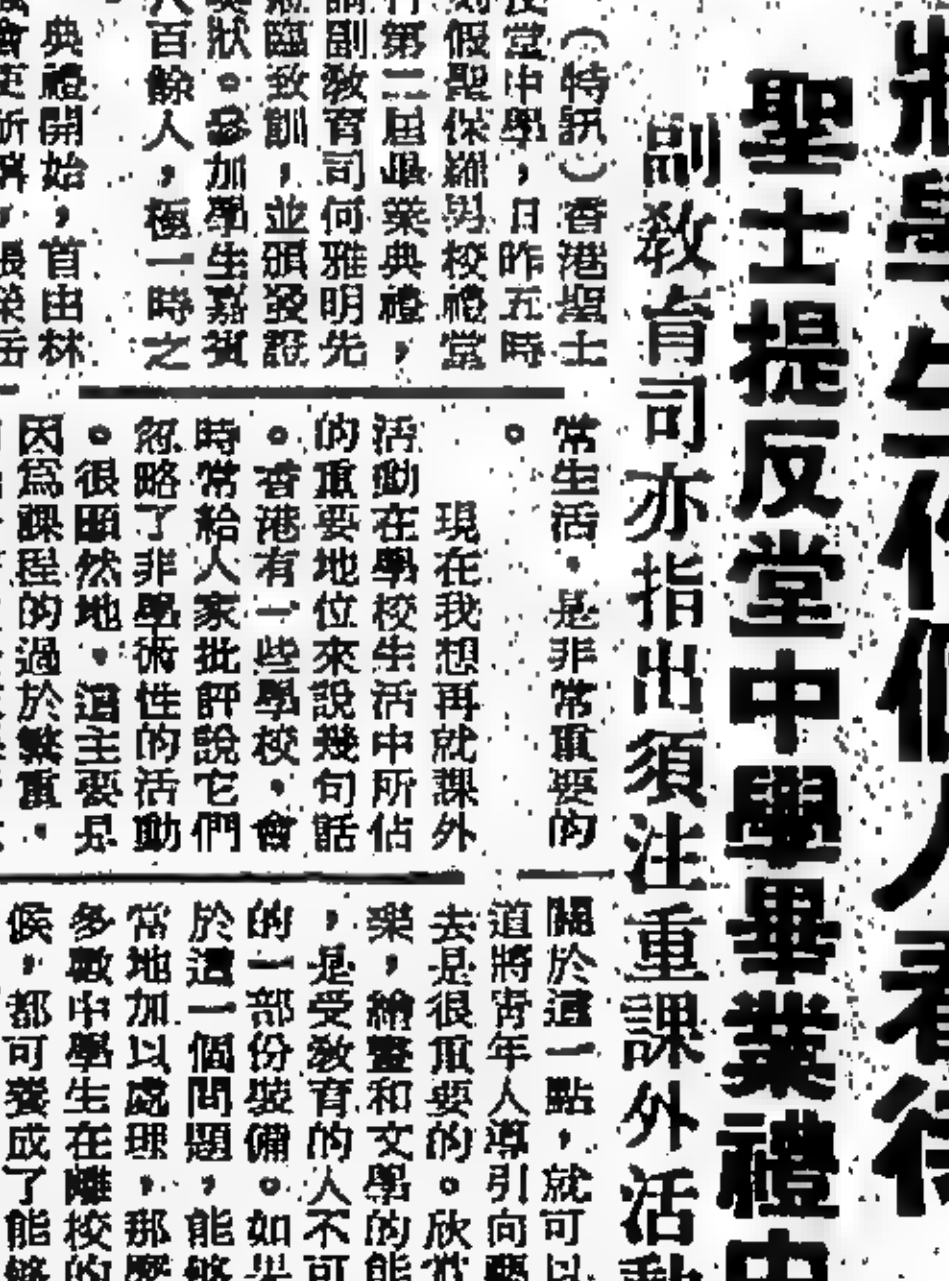 聖士提反堂中學畢業禮中
副教育司亦指出須注重課外活動
（特訊）香港聖士
堂中學，日昨五時
假聖保羅男校禮堂
行第二屆畢業典禮，
副教育司何雅明先
臨致訓，並頒發證
狀。參加學生嘉賓
百餘人，極一時之
典禮開始，首由林
常生活，是非常重要的
。
現在我想再就課外
活動在學校生活中所佔
的重要地位來說幾句話
。香港有一些學校，會
時常給人家批評說它們
忽略了非學術性的活動
。很顯然地，這主要是
因為課程的過於繁重，
關於這一點，就可以
道將青年人導引向
去是很重要的。欣賞
樂，繪畫和文學的能
，是受教育的人不可
的一部份裝備。如果
於這一個問題，能夠
常地加以處理，那麼
多數中學生在離校的
候，都可養成了能夠